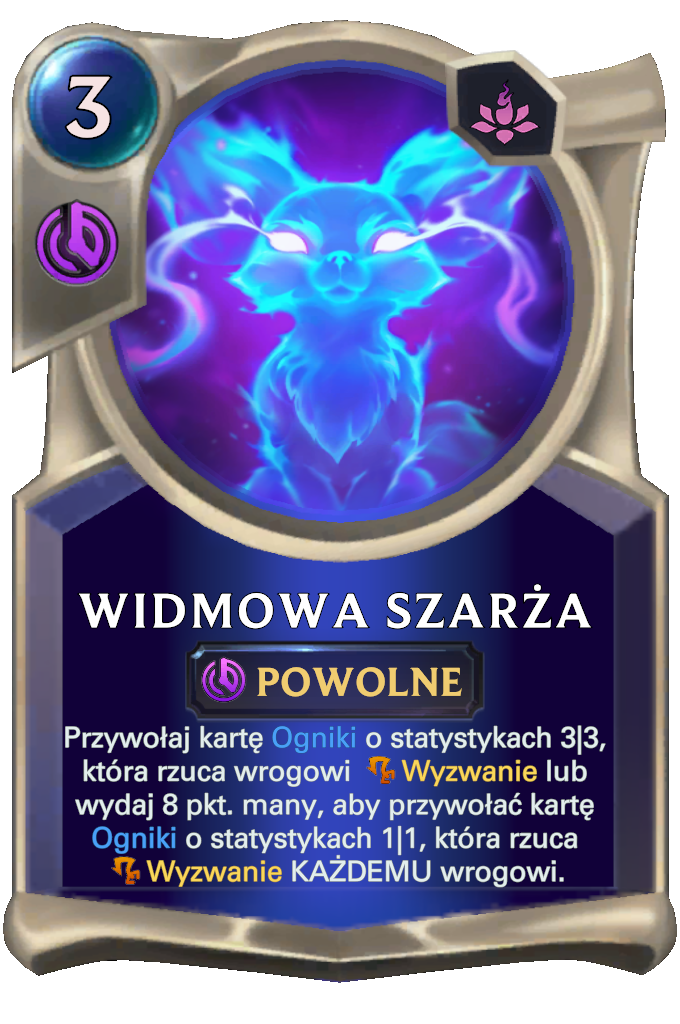 3
WIDMOWA SZARŻA
POWOLNE
Przywołaj kartę Ogniki o statystykach 3|3,
która rzuca wrogowi Wyzwanie lub
wydaj 8 pkt. many, aby przywołać kartę
Ogniki o statystykach 1|1, która rzuca
Wyzwanie KAŻDEMU wrogowi.